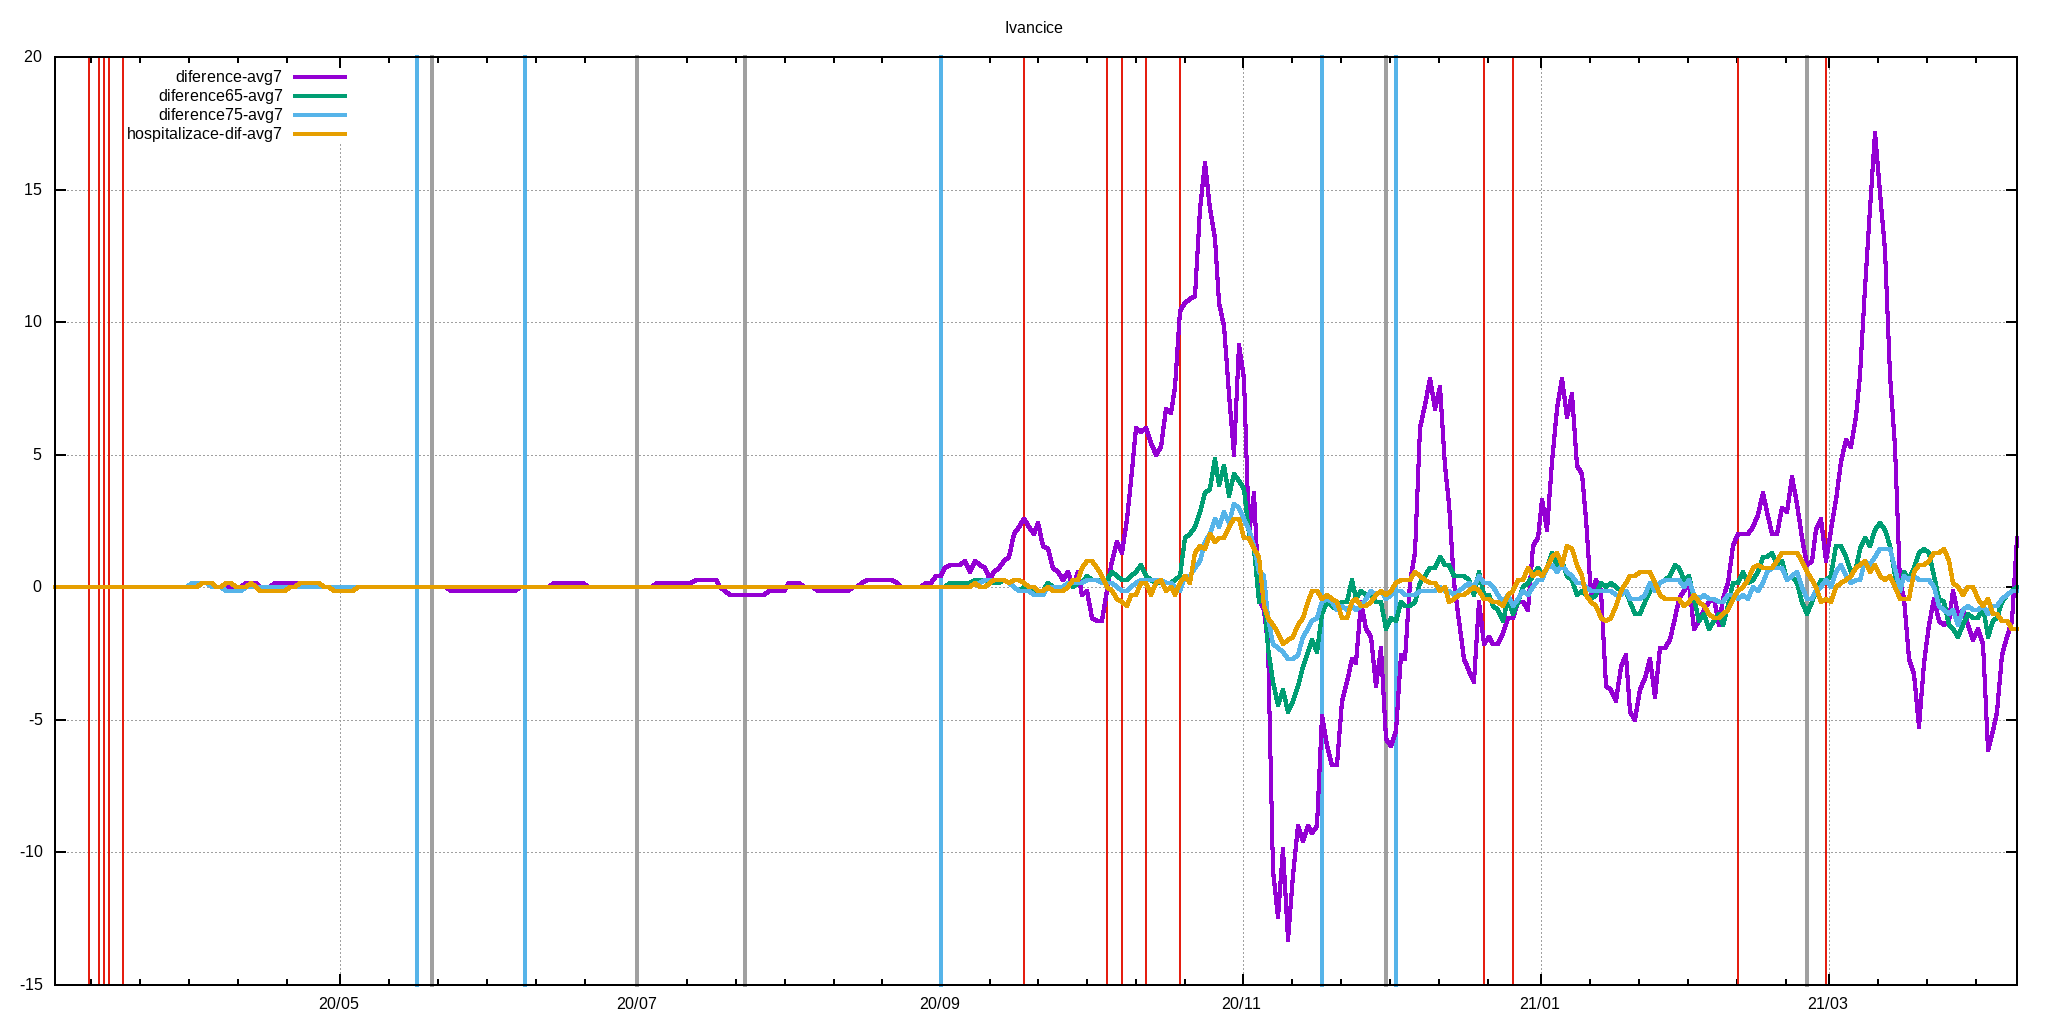 Ivancice
20
diference-avg7
diference65-avg7
diference75-avg7
hospitalizace-dif-avg7
15
10
5
0
-5
-10
-15
20/05 20/07 20/09 20/11 21/01 21/03